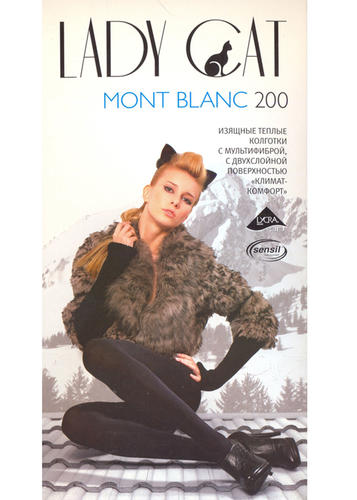 LADY CAT
MONT BLANC 200
ИЗЯЩНЫЕ ТЕПЛЫЕ
КОЛГОТКИ
С МУЛЬТИФИБРОЙ,
С ДВУХСЛОЙНОЙ
ПОВЕРХНОСТЬЮ
«КЛИМАТ-
КОМФОРТ»
LYCRA
sensil